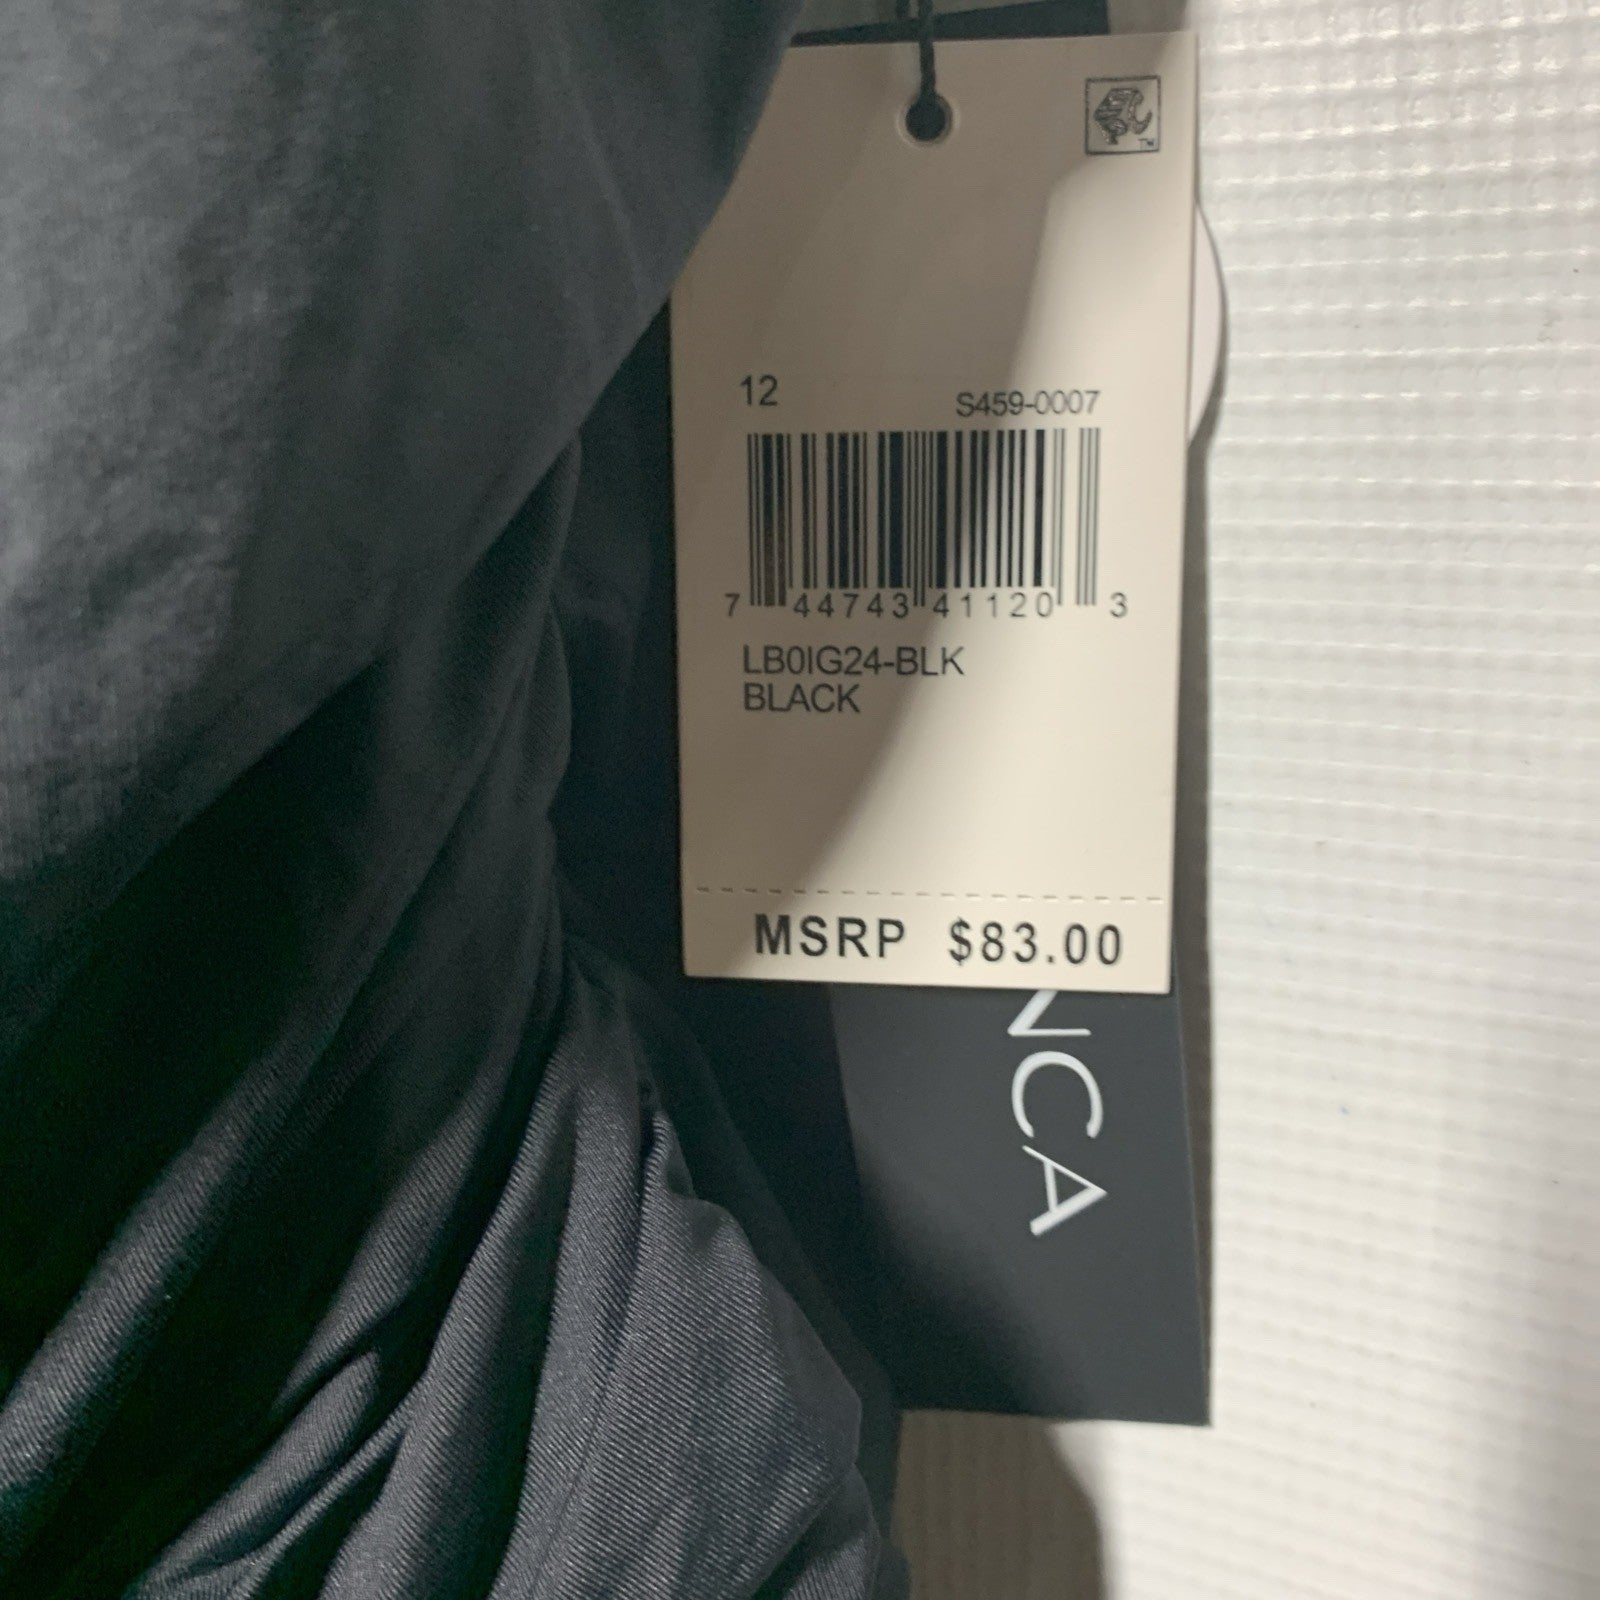 12
S459-0007
7 44743 41120 3
LB0IG24-BLK
BLACK
MSRP $83.00
NCA